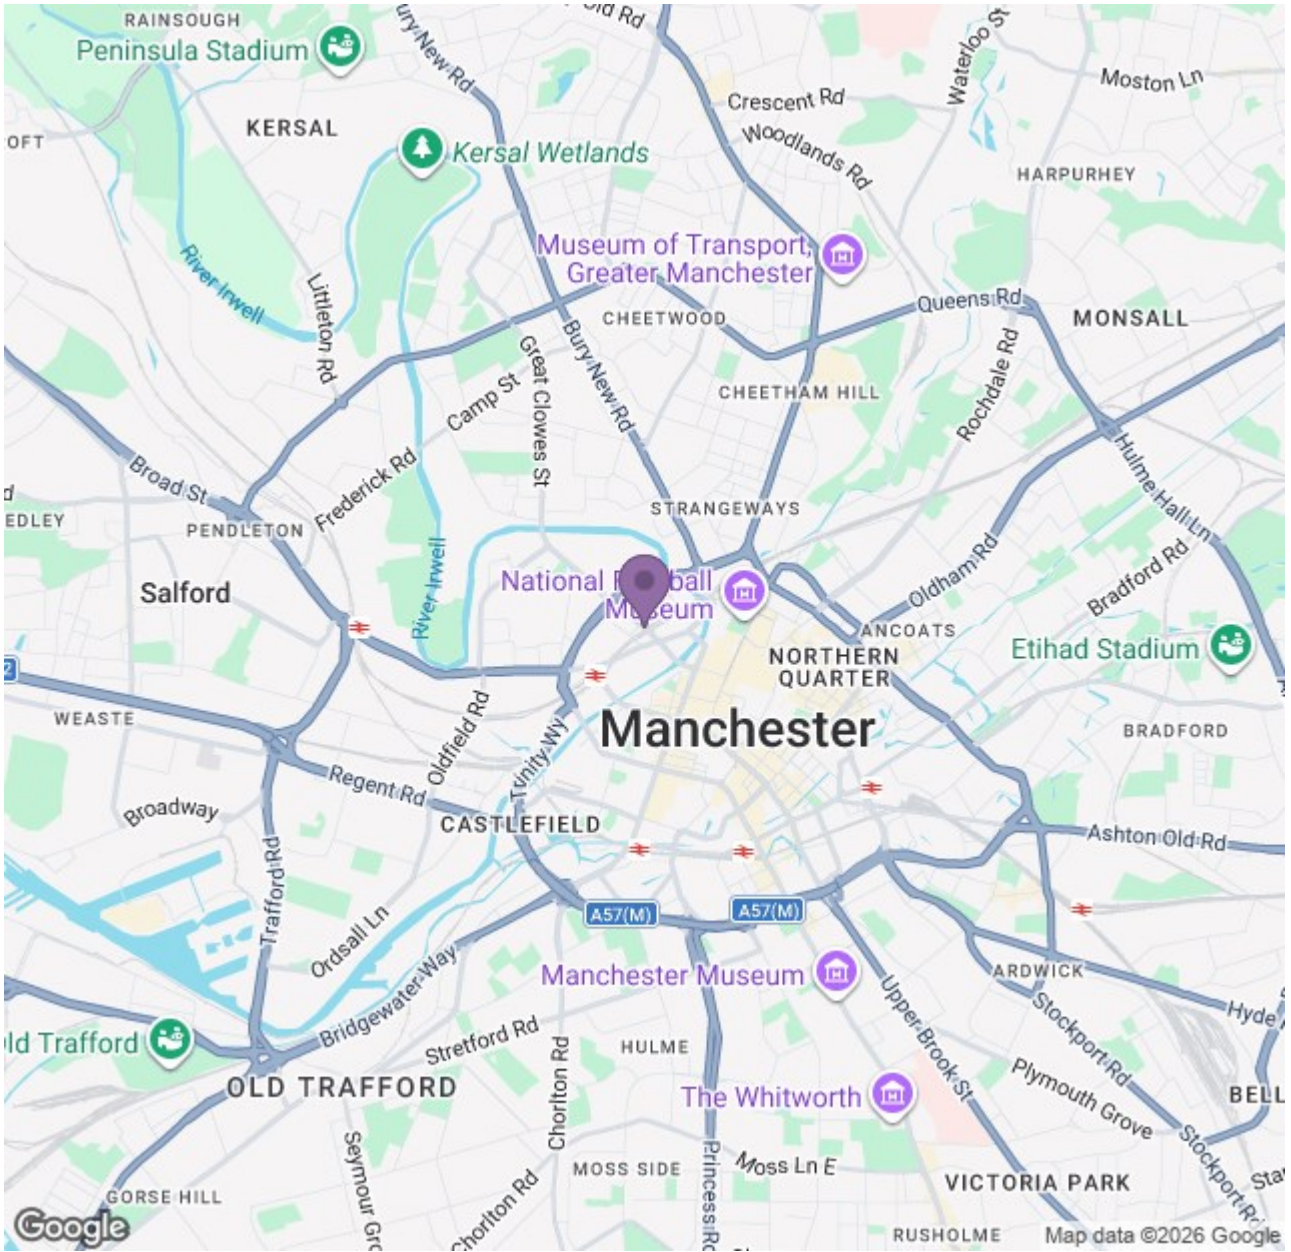 RAINSOUGH
Peninsula Stadium
Old Rd
Bury New Rd
Waterloo St
Moston Ln
Crescent Rd
Woodlands Rd
KERSAL
Kersal Wetlands
OFT
HARPURHEY
Museum of Transport,
Greater Manchester
River Irwell
Littleton Rd
Queens Rd
CHEETWOOD
MONSALL
Bury New Rd
Great Clowes St
Camp St
CHEETHAM HILL
Rochdale Rd
Hulme Hall Ln
Broad St
Frederick Rd
EDLEY
PENDLETON
STRANGEWAYS
Oldham Rd
Bradford Rd
Salford
River Irwell
National
ball
Museum
ANCOATS
Etihad Stadium
NORTHERN
QUARTER
WEASTE
Oldfield Rd
Trinity Wy
Manchester
BRADFORD
Regent Rd
Broadway
CASTLEFIELD
Ashton Old Rd
Trafford Rd
A57(M)
A57(M)
Ordsall Ln
Bridgewater Way
Manchester Museum
ARDWICK
Upper Brook St
Stockport Rd
Hyde
ld Trafford
Stretford Rd
HULME
Chorlton Rd
OLD TRAFFORD
The Whitworth
Plymouth Grove
BELL
Seymour Gro
Princess Rd
Moss Ln E
Stockport Rd
MOSS SIDE
VICTORIA PARK
Sta
GORSE HILL
Chorlton Rd
RUSHOLME
Google
Map data ©2026 Google